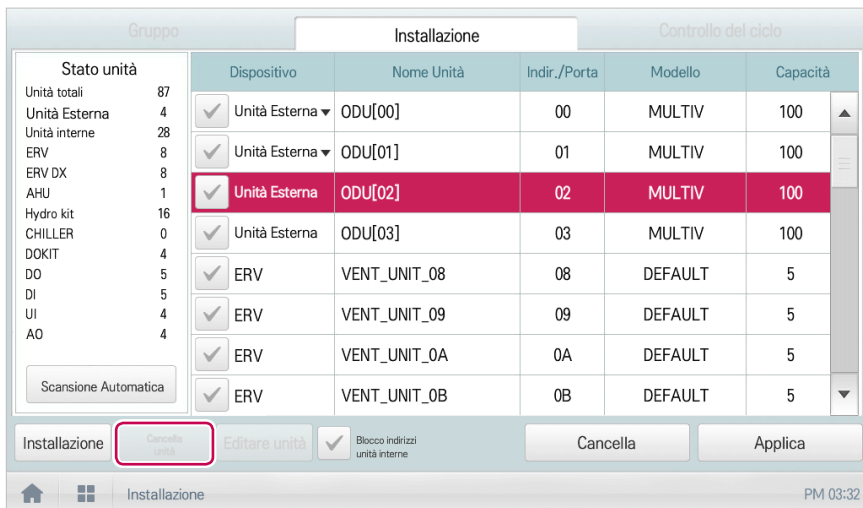 Gruppo Installazione Controllo del ciclo
Stato unità
Unità totali 87
Unità Esterna 4
Unità interne 28
ERV 8
ERV DX 8
AHU 1
Hydro kit 16
CHILLER 0
DOKIT 4
DO 5
DI 5
UI 4
AO 4
Scansione Automatica
Dispositivo Nome Unità Indir./Porta Modello Capacità
Unità Esterna ODU[00] 00 MULTIV 100
Unità Esterna ODU[01] 01 MULTIV 100
Unità Esterna ODU[02] 02 MULTIV 100
Unità Esterna ODU[03] 03 MULTIV 100
ERV VENT_UNIT_08 08 DEFAULT 5
ERV VENT_UNIT_09 09 DEFAULT 5
ERV VENT_UNIT_0A 0A DEFAULT 5
ERV VENT_UNIT_0B 0B DEFAULT 5
Installazione
Cancella
unità
Editare unità
Blocco indirizzi
unità interne
Cancella
Applica
Installazione PM 03:32